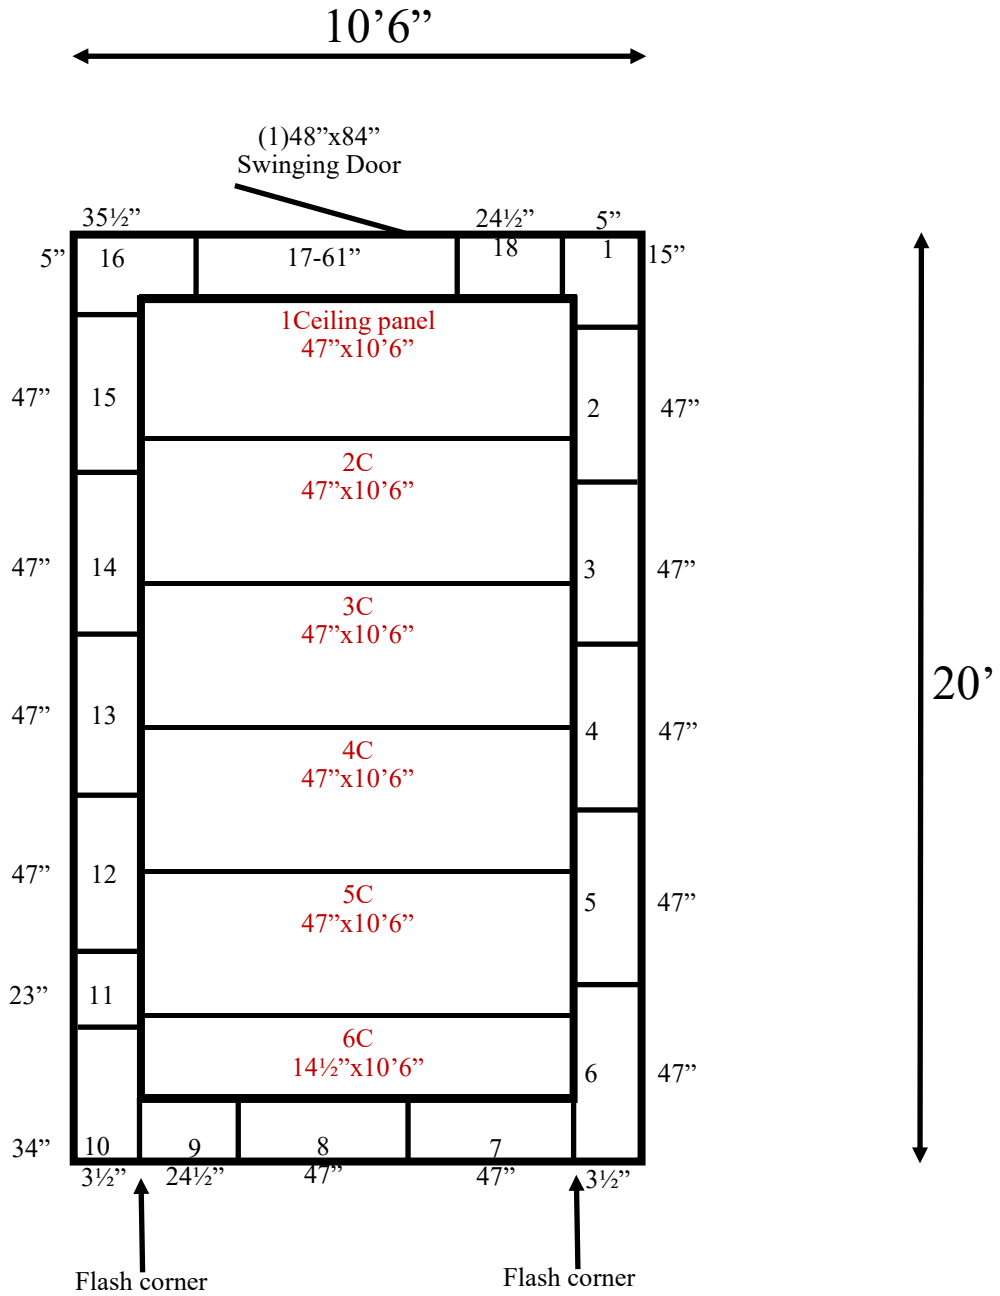 10’6”
(1)48”x84”
Swinging Door
35½”
24½”
5”
5”
16
17-61”
18
1
15”
1Ceiling panel
47”x10’6”
47”
15
2
47”
2C
47”x10’6”
47”
14
3
47”
3C
47”x10’6”
20’
47”
13
4
47”
4C
47”x10’6”
47”
12
5
47”
5C
47”x10’6”
23”
11
6C
14½”x10’6”
6
47”
34”
10
9
8
7
3½”
24½”
47”
47”
3½”
Flash corner
Flash corner